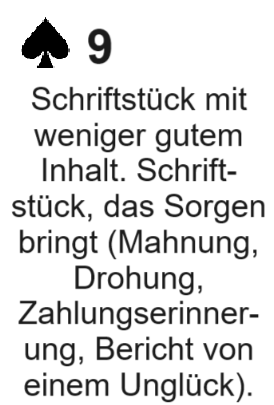 ♠ 9
Schriftstück mit
weniger gutem
Inhalt. Schrift-
stück, das Sorgen
bringt (Mahnung,
Drohung,
Zahlungserinner-
ung, Bericht von
einem Unglück).